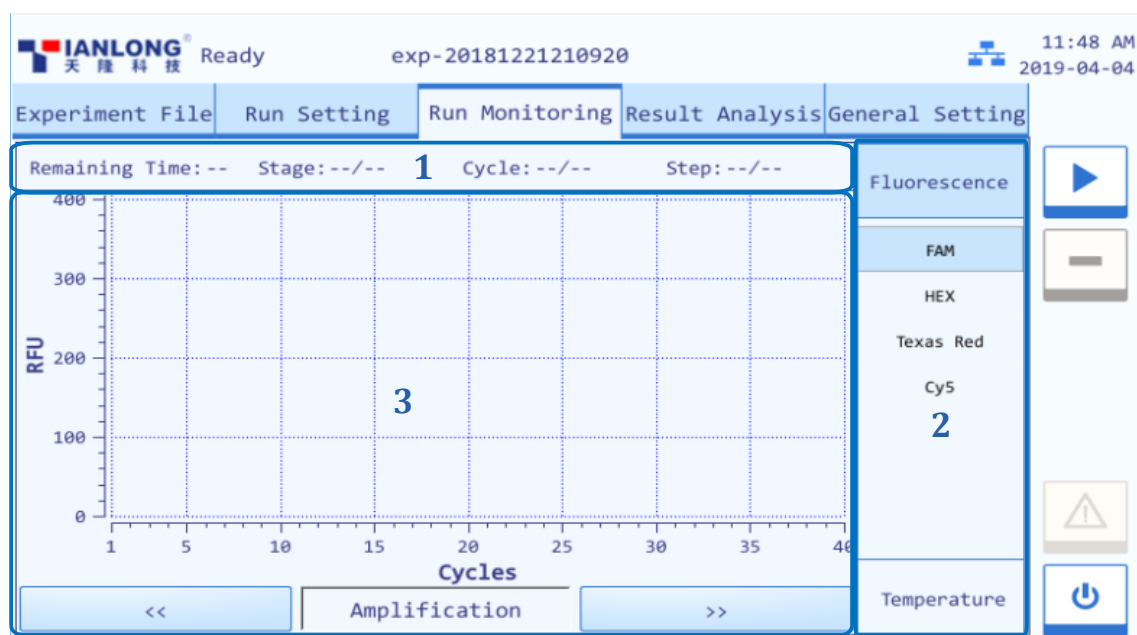 IANLONG® Ready exp-20181221210920 11:48 AM
天隆科技 2019-04-04
Experiment File Run Setting Run Monitoring Result Analysis General Setting
Remaining Time:-- Stage:--/-- 1 Cycle:--/-- Step:--/--
Fluorescence
400
300
200
100
0
RFU
3
1 5 10 15 20 25 30 35 40
Cycles
<< Amplification >>
FAM
HEX
Texas Red
Cy5
2
Temperature